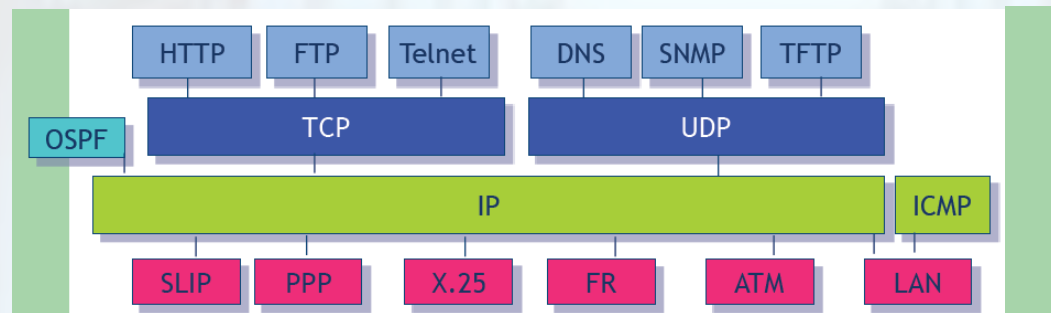 HTTP FTP Telnet DNS SNMP TFTP
TCP UDP
OSPF
IP ICMP
SLIP PPP X.25 FR ATM LAN